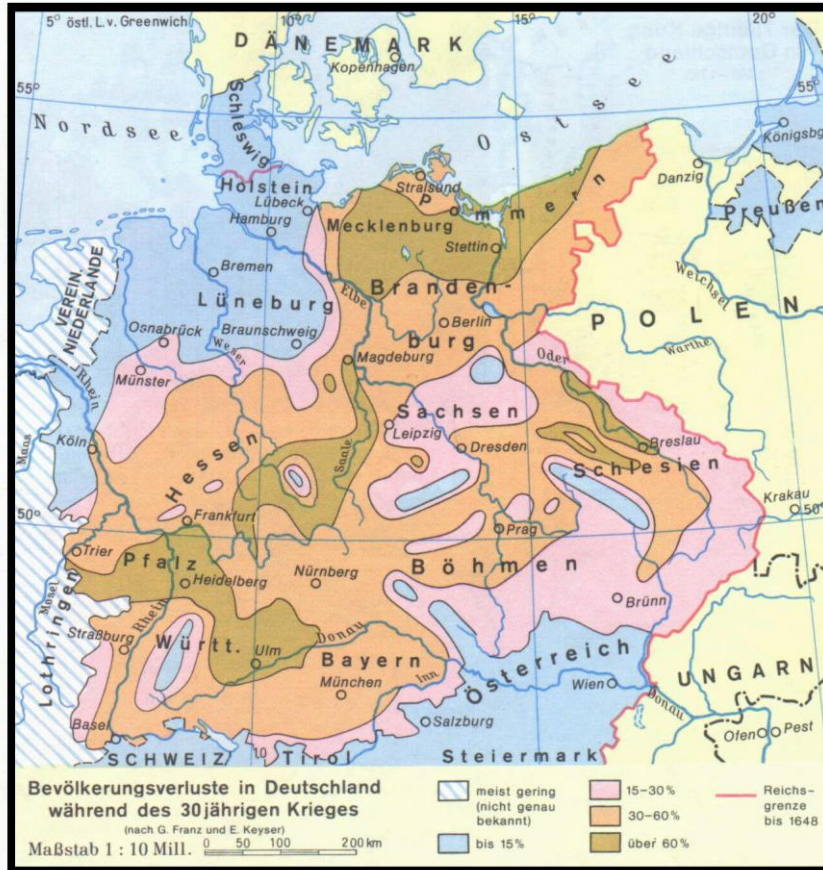 5° östl. L. v. Greenwich
10°
15°
20°
DÄNEMARK
Kopenhagen
55°
55°
Nordsee
Ostsee
Schleswig
Königsbg.
Holstein
Stralsund
Danzig
Lübeck
Pommern
Hamburg
Mecklenburg
Preußen
Stettin
Bremen
VEREIN.
NIEDERLANDE
Lüneburg
Elbe
Branden-
burg
Weichsel
POLEN
Osnabrück
Braunschweig
Berlin
Weser
Magdeburg
Oder
Warthe
Münster
Rhein
Sachsen
Köln
Leipzig
Dresden
Breslau
Maas
Hessen
Saale
Schlesien
Krakau
50°
50°
Frankfurt
Prag
Trier
Pfalz
Heidelberg
Nürnberg
Böhmen
Mosel
Brünn
Lothringen
Rhein
Straßburg
Württ.
Ulm
Donau
Bayern
Österreich
UNGARN
München
Inn
Wien
Donau
Basel
Salzburg
Ofen
Pest
SCHWEIZ
10
Tirol
Steiermark
Bevölkerungsverluste in Deutschland
während des 30jährigen Krieges
(nach G. Franz und E. Keyser)
Maßstab 1 : 10 Mill.
0 50 100 200 km
meist gering
(nicht genau
bekannt)
bis 15%
15–30%
30–60%
über 60%
Reichs-
grenze
bis 1648